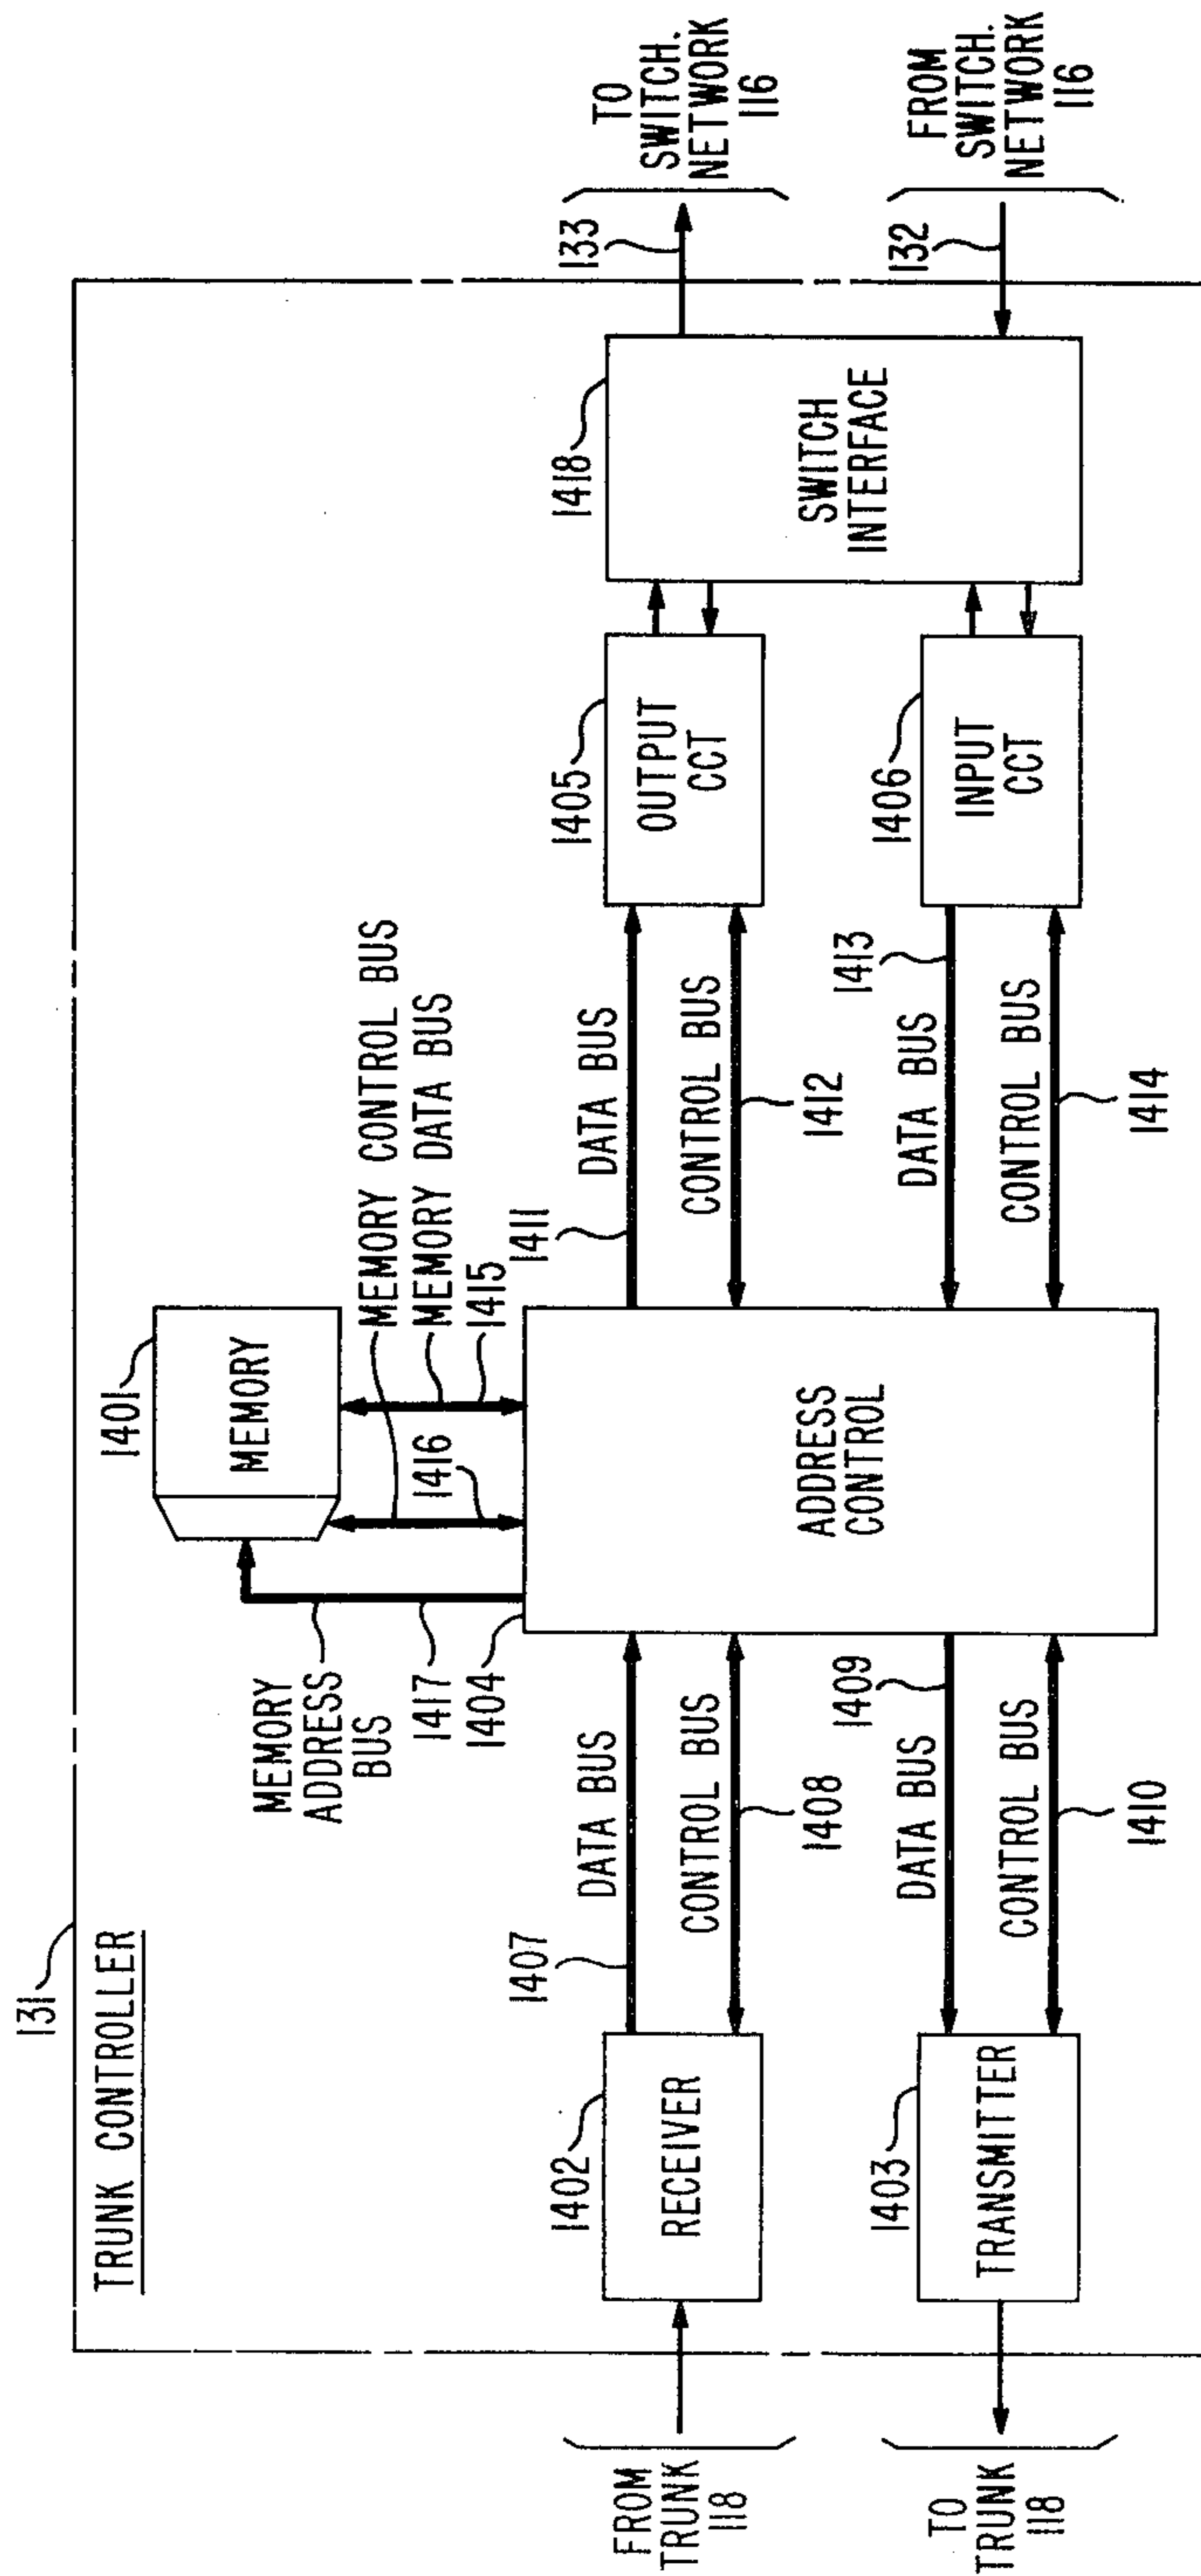 131
TRUNK CONTROLLER
1401
MEMORY
MEMORY CONTROL BUS
MEMORY DATA BUS
1415
1416
MEMORY
ADDRESS
BUS
1417
1404
ADDRESS
CONTROL
FROM
TRUNK
118
1402
RECEIVER
1407
DATA BUS
CONTROL BUS
1408
TO
TRUNK
118
1403
TRANSMITTER
1409
DATA BUS
CONTROL BUS
1410
1411
DATA BUS
CONTROL BUS
1412
1405
OUTPUT
CCT
1413
DATA BUS
CONTROL BUS
1414
1406
INPUT
CCT
1418
SWITCH
INTERFACE
133
TO
SWITCH.
NETWORK
116
132
FROM
SWITCH.
NETWORK
116